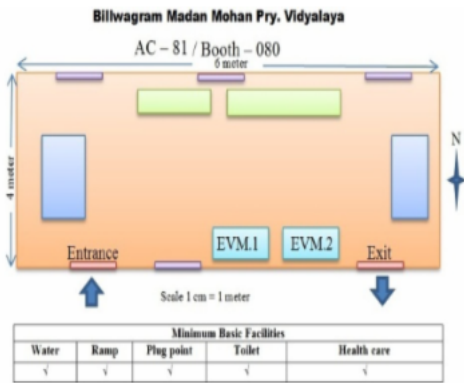 Billwagram Madan Mohan Pry. Vidyalaya
AC – 81 / Booth – 080
6 meter
4 meter
N
EVM.1 EVM.2
Entrance Exit
Scale 1 cm = 1 meter
Minimum Basic Facilities
Water Ramp Plug point Toilet Health care
√ √ √ √ √